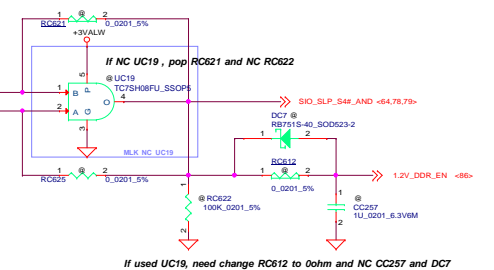 1 @ 2
RC621 0_0201_5%
+3VALW
If NC UC19 , pop RC621 and NC RC622
@ UC19
TC7SH08FU_SSOP5
5
1 B P
O 4
2 A G
3
MLK NC UC19
SIO_SLP_S4#_AND <64,78,79>
DC7 @
RB751S-40_SOD523-2
1 2
1 @ 2
RC625 0_0201_5%
RC612
1 @ 2
0_0201_5%
1.2V_DDR_EN <86>
1
@ RC622
100K_0201_5%
2
1
@
CC257
1U_0201_6.3V6M
2
If used UC19, need change RC612 to 0ohm and NC CC257 and DC7